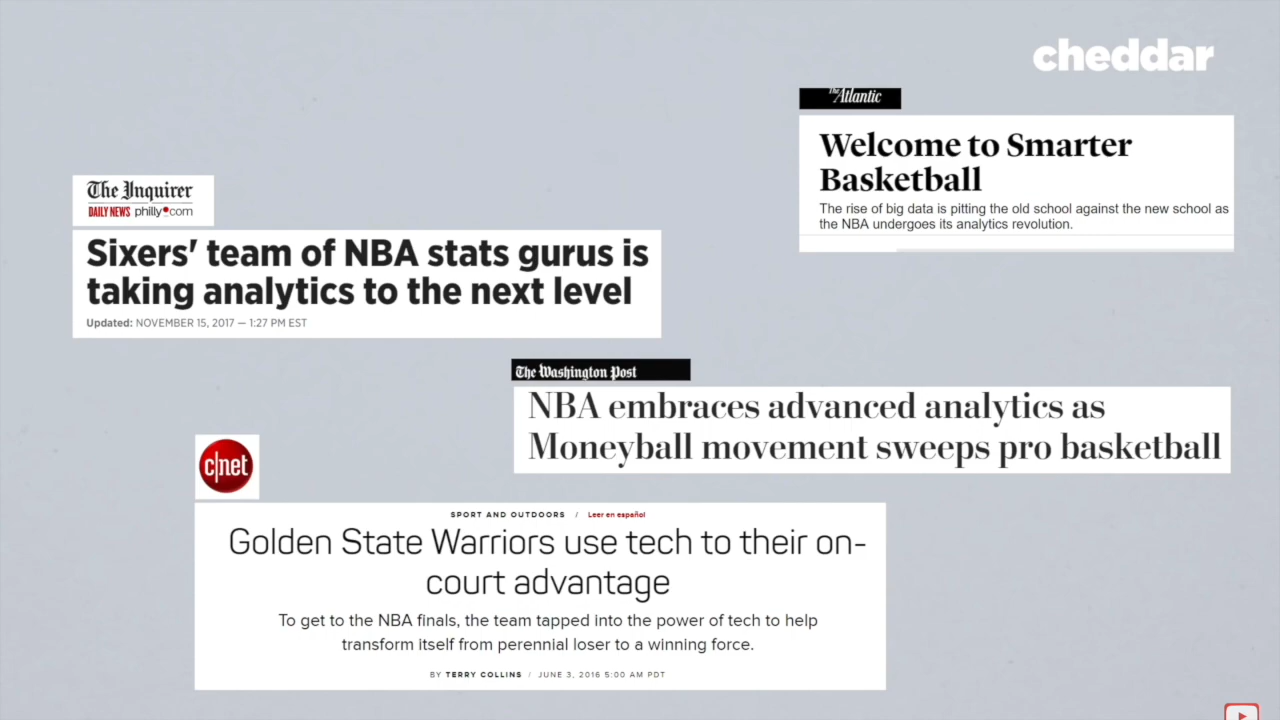 cheddar
The Atlantic
Welcome to Smarter
Basketball
The rise of big data is pitting the old school against the new school as
the NBA undergoes its analytics revolution.
The Inquirer
DAILY NEWS philly.com
Sixers' team of NBA stats gurus is
taking analytics to the next level
Updated: NOVEMBER 15, 2017 — 1:27 PM EST
The Washington Post
NBA embraces advanced analytics as
Moneyball movement sweeps pro basketball
c|net
SPORT AND OUTDOORS / Leer en español
Golden State Warriors use tech to their on-
court advantage
To get to the NBA finals, the team tapped into the power of tech to help
transform itself from perennial loser to a winning force.
BY TERRY COLLINS / JUNE 3, 2016 5:00 AM PDT